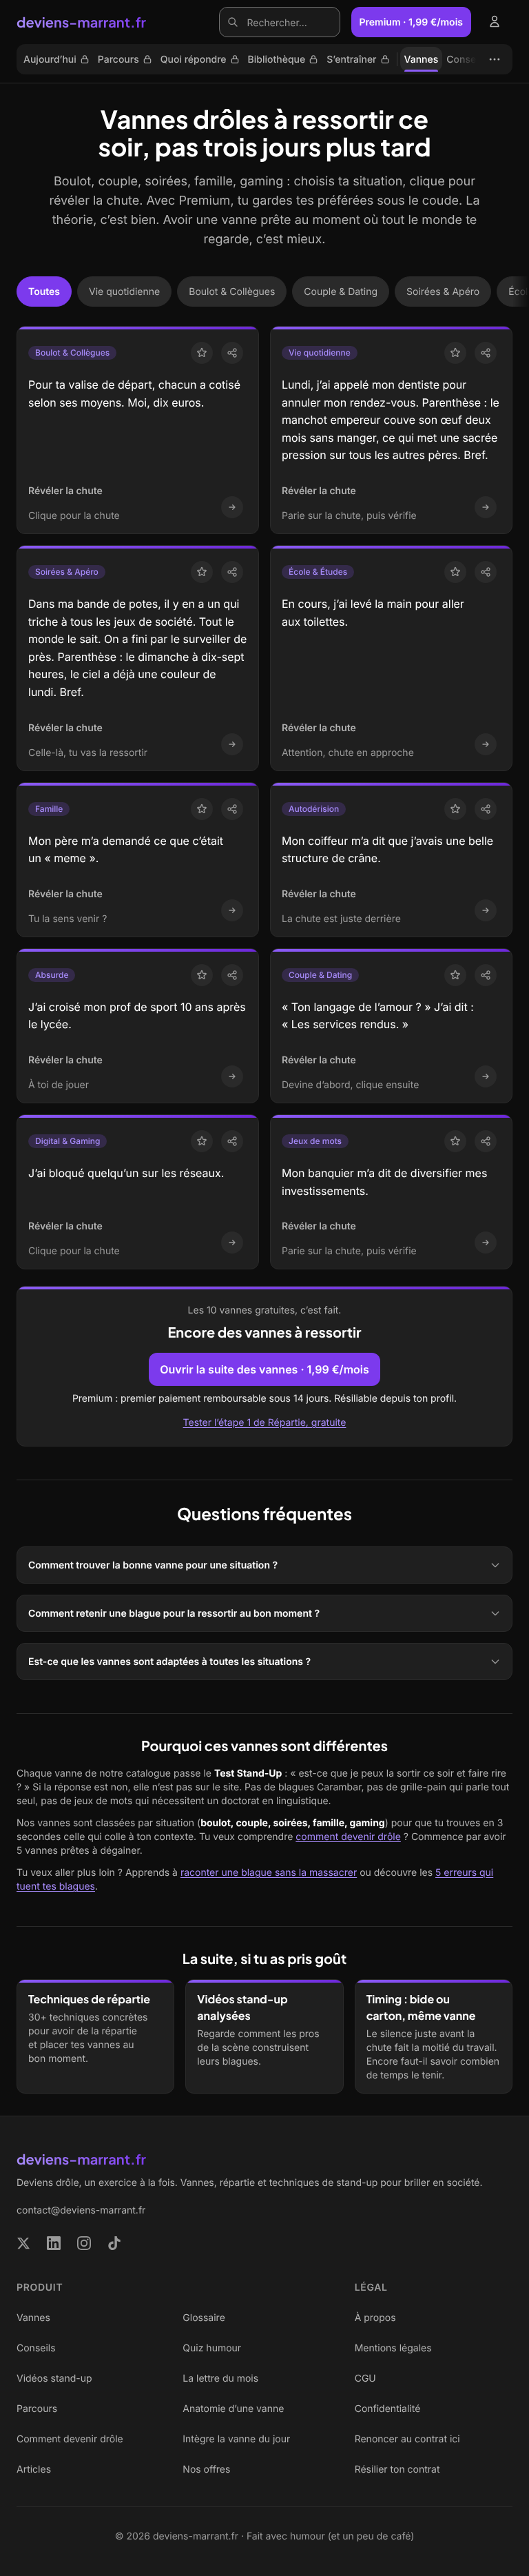 deviens-marrant.fr
Rechercher...
Premium · 1,99 €/mois
Aujourd’hui
Parcours
Quoi répondre
Bibliothèque
S’entraîner
Vannes
Vannes drôles à ressortir ce
soir, pas trois jours plus tard
Boulot, couple, soirées, famille, gaming : choisis ta situation, clique pour
révéler la chute. Avec Premium, tu gardes tes préférées sous le coude. La
théorie, c’est bien. Avoir une vanne prête au moment où tout le monde te
regarde, c’est mieux.
Toutes
Vie quotidienne
Boulot & Collègues
Couple & Dating
Soirées & Apéro
Boulot & Collègues
Pour ta valise de départ, chacun a cotisé
selon ses moyens. Moi, dix euros.
Révéler la chute
Clique pour la chute
Vie quotidienne
Lundi, j’ai appelé mon dentiste pour
annuler mon rendez-vous. Parenthèse : le
manchot empereur couve son œuf deux
mois sans manger, ce qui met une sacrée
pression sur tous les autres pères. Bref.
Révéler la chute
Parie sur la chute, puis vérifie
Soirées & Apéro
Dans ma bande de potes, il y en a un qui
triche à tous les jeux de société. Tout le
monde le sait. On a fini par le surveiller de
près. Parenthèse : le dimanche à dix-sept
heures, le ciel a déjà une couleur de
lundi. Bref.
Révéler la chute
Celle-là, tu vas la ressortir
École & Études
En cours, j’ai levé la main pour aller
aux toilettes.
Révéler la chute
Attention, chute en approche
Famille
Mon père m’a demandé ce que c’était
un « meme ».
Révéler la chute
Tu la sens venir ?
Autodérision
Mon coiffeur m’a dit que j’avais une belle
structure de crâne.
Révéler la chute
La chute est juste derrière
Absurde
J’ai croisé mon prof de sport 10 ans après
le lycée.
Révéler la chute
À toi de jouer
Couple & Dating
« Ton langage de l’amour ? » J’ai dit :
« Les services rendus. »
Révéler la chute
Devine d’abord, clique ensuite
Digital & Gaming
J’ai bloqué quelqu’un sur les réseaux.
Révéler la chute
Clique pour la chute
Jeux de mots
Mon banquier m’a dit de diversifier mes
investissements.
Révéler la chute
Parie sur la chute, puis vérifie
Les 10 vannes gratuites, c’est fait.
Encore des vannes à ressortir
Ouvrir la suite des vannes · 1,99 €/mois
Premium : premier paiement remboursable sous 14 jours. Résiliable depuis ton profil.
Tester l’étape 1 de Répartie, gratuite
Questions fréquentes
Comment trouver la bonne vanne pour une situation ?
Comment retenir une blague pour la ressortir au bon moment ?
Est-ce que les vannes sont adaptées à toutes les situations ?
Pourquoi ces vannes sont différentes
Chaque vanne de notre catalogue passe le Test Stand-Up : « est-ce que je peux la sortir ce soir et faire rire
? » Si la réponse est non, elle n’est pas sur le site. Pas de blagues Carambar, pas de grille-pain qui parle tout
seul, pas de jeux de mots qui nécessitent un doctorat en linguistique.
Nos vannes sont classées par situation (boulot, couple, soirées, famille, gaming) pour que tu trouves en 3
secondes celle qui colle à ton contexte. Tu veux comprendre comment devenir drôle ? Commence par avoir
5 vannes prêtes à dégainer.
Tu veux aller plus loin ? Apprends à raconter une blague sans la massacrer ou découvre les 5 erreurs qui
tuent tes blagues.
La suite, si tu as pris goût
Techniques de répartie
30+ techniques concrètes
pour avoir de la répartie
et placer tes vannes au
bon moment.
Vidéos stand-up
analysées
Regarde comment les pros
de la scène construisent
leurs blagues.
Timing : bide ou
carton, même vanne
Le silence juste avant la
chute fait la moitié du travail.
Encore faut-il savoir combien
de temps le tenir.
deviens-marrant.fr
Deviens drôle, un exercice à la fois. Vannes, répartie et techniques de stand-up pour briller en société.
contact@deviens-marrant.fr
PRODUIT
LÉGAL
Vannes
Glossaire
À propos
Conseils
Quiz humour
Mentions légales
Vidéos stand-up
La lettre du mois
CGU
Parcours
Anatomie d’une vanne
Confidentialité
Comment devenir drôle
Intègre la vanne du jour
Renoncer au contrat ici
Articles
Nos offres
Résilier ton contrat
© 2026 deviens-marrant.fr · Fait avec humour (et un peu de café)